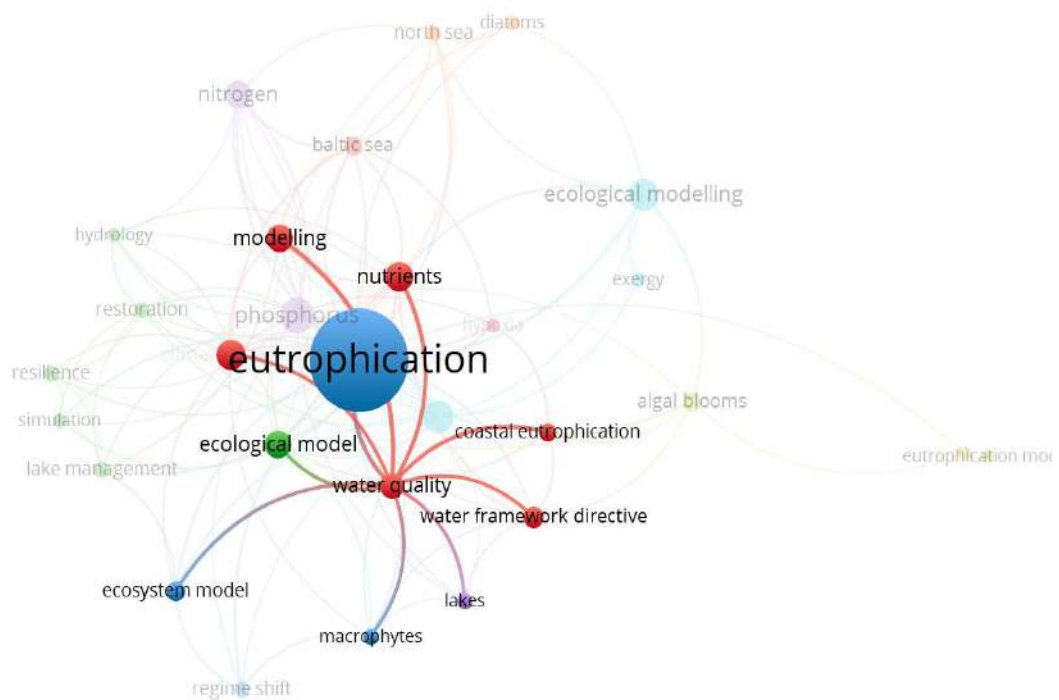 diatoms
north sea
nitrogen
baltic sea
ecological modelling
hydrology
modelling
nutrients
exergy
restoration
phosphorus
hypoxia
eutrophication
resilience
algal blooms
simulation
coastal eutrophication
ecological model
eutrophication mod
lake management
water quality
water framework directive
ecosystem model
lakes
macrophytes
regime shift